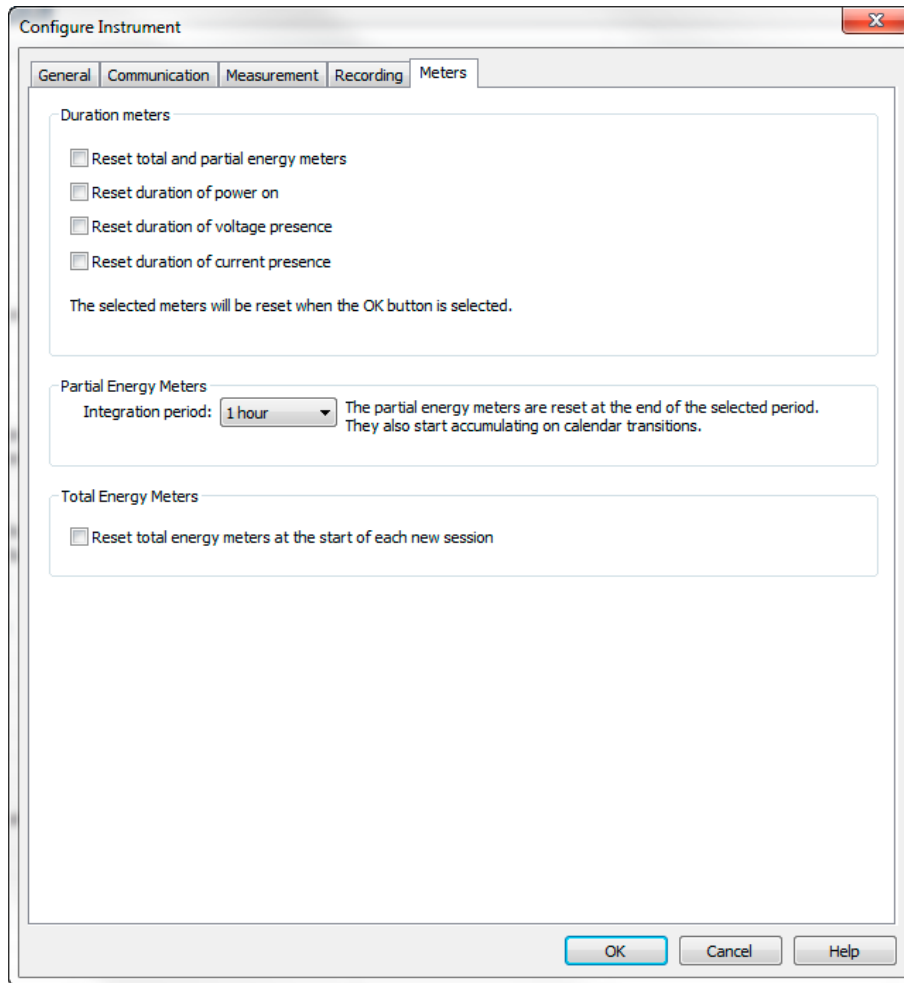 Configure Instrument
General Communication Measurement Recording Meters
Duration meters
Reset total and partial energy meters
Reset duration of power on
Reset duration of voltage presence
Reset duration of current presence
The selected meters will be reset when the OK button is selected.
Partial Energy Meters
Integration period: 1 hour The partial energy meters are reset at the end of the selected period.
They also start accumulating on calendar transitions.
Total Energy Meters
Reset total energy meters at the start of each new session
OK Cancel Help